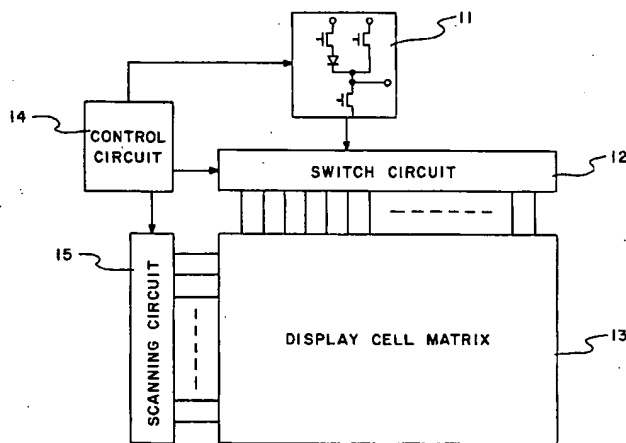 11
14
CONTROL
CIRCUIT
SWITCH CIRCUIT
12
15
SCANNING CIRCUIT
DISPLAY CELL MATRIX
13